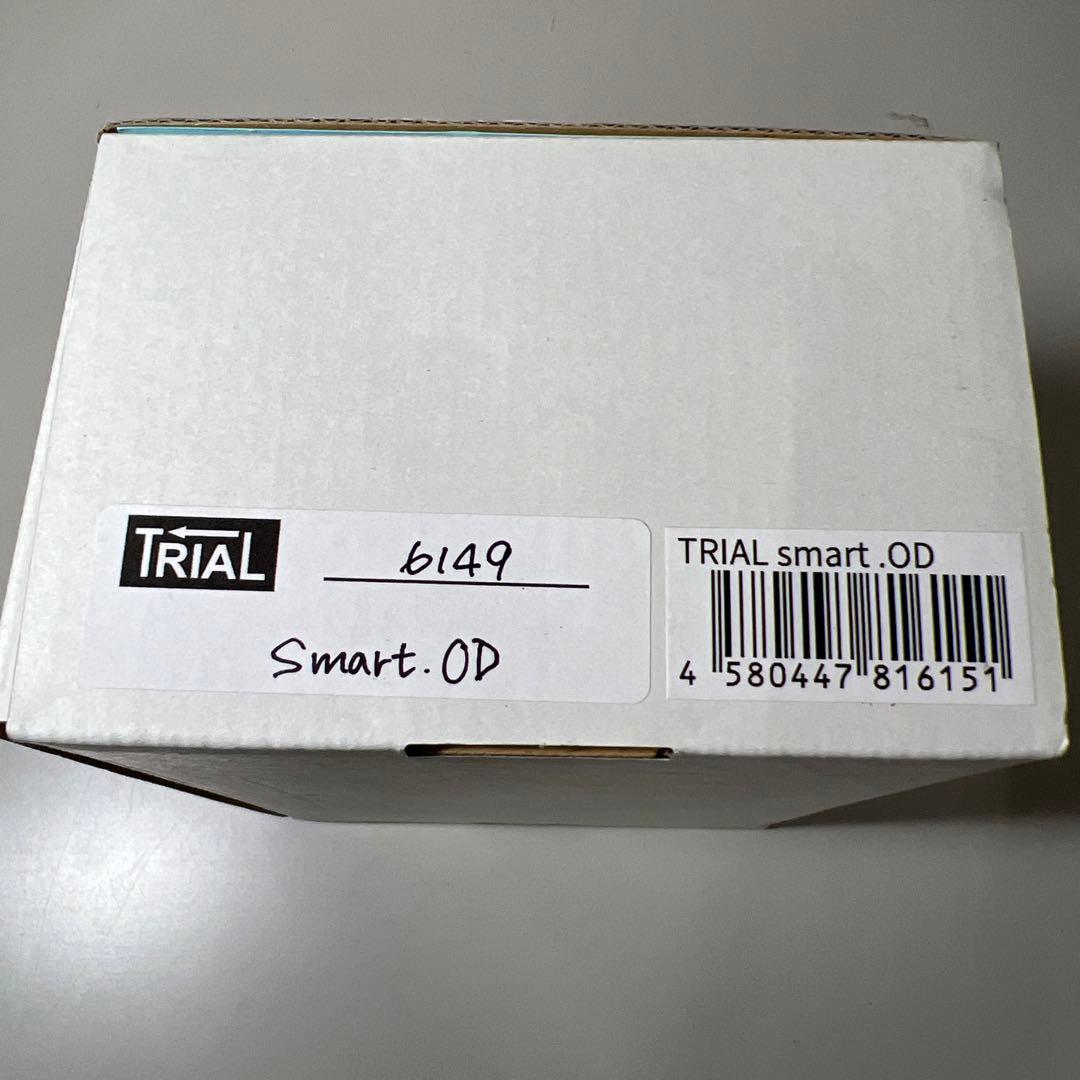 TRIAL
6149
Smart.OD
TRIAL smart .OD
4 580447 816151